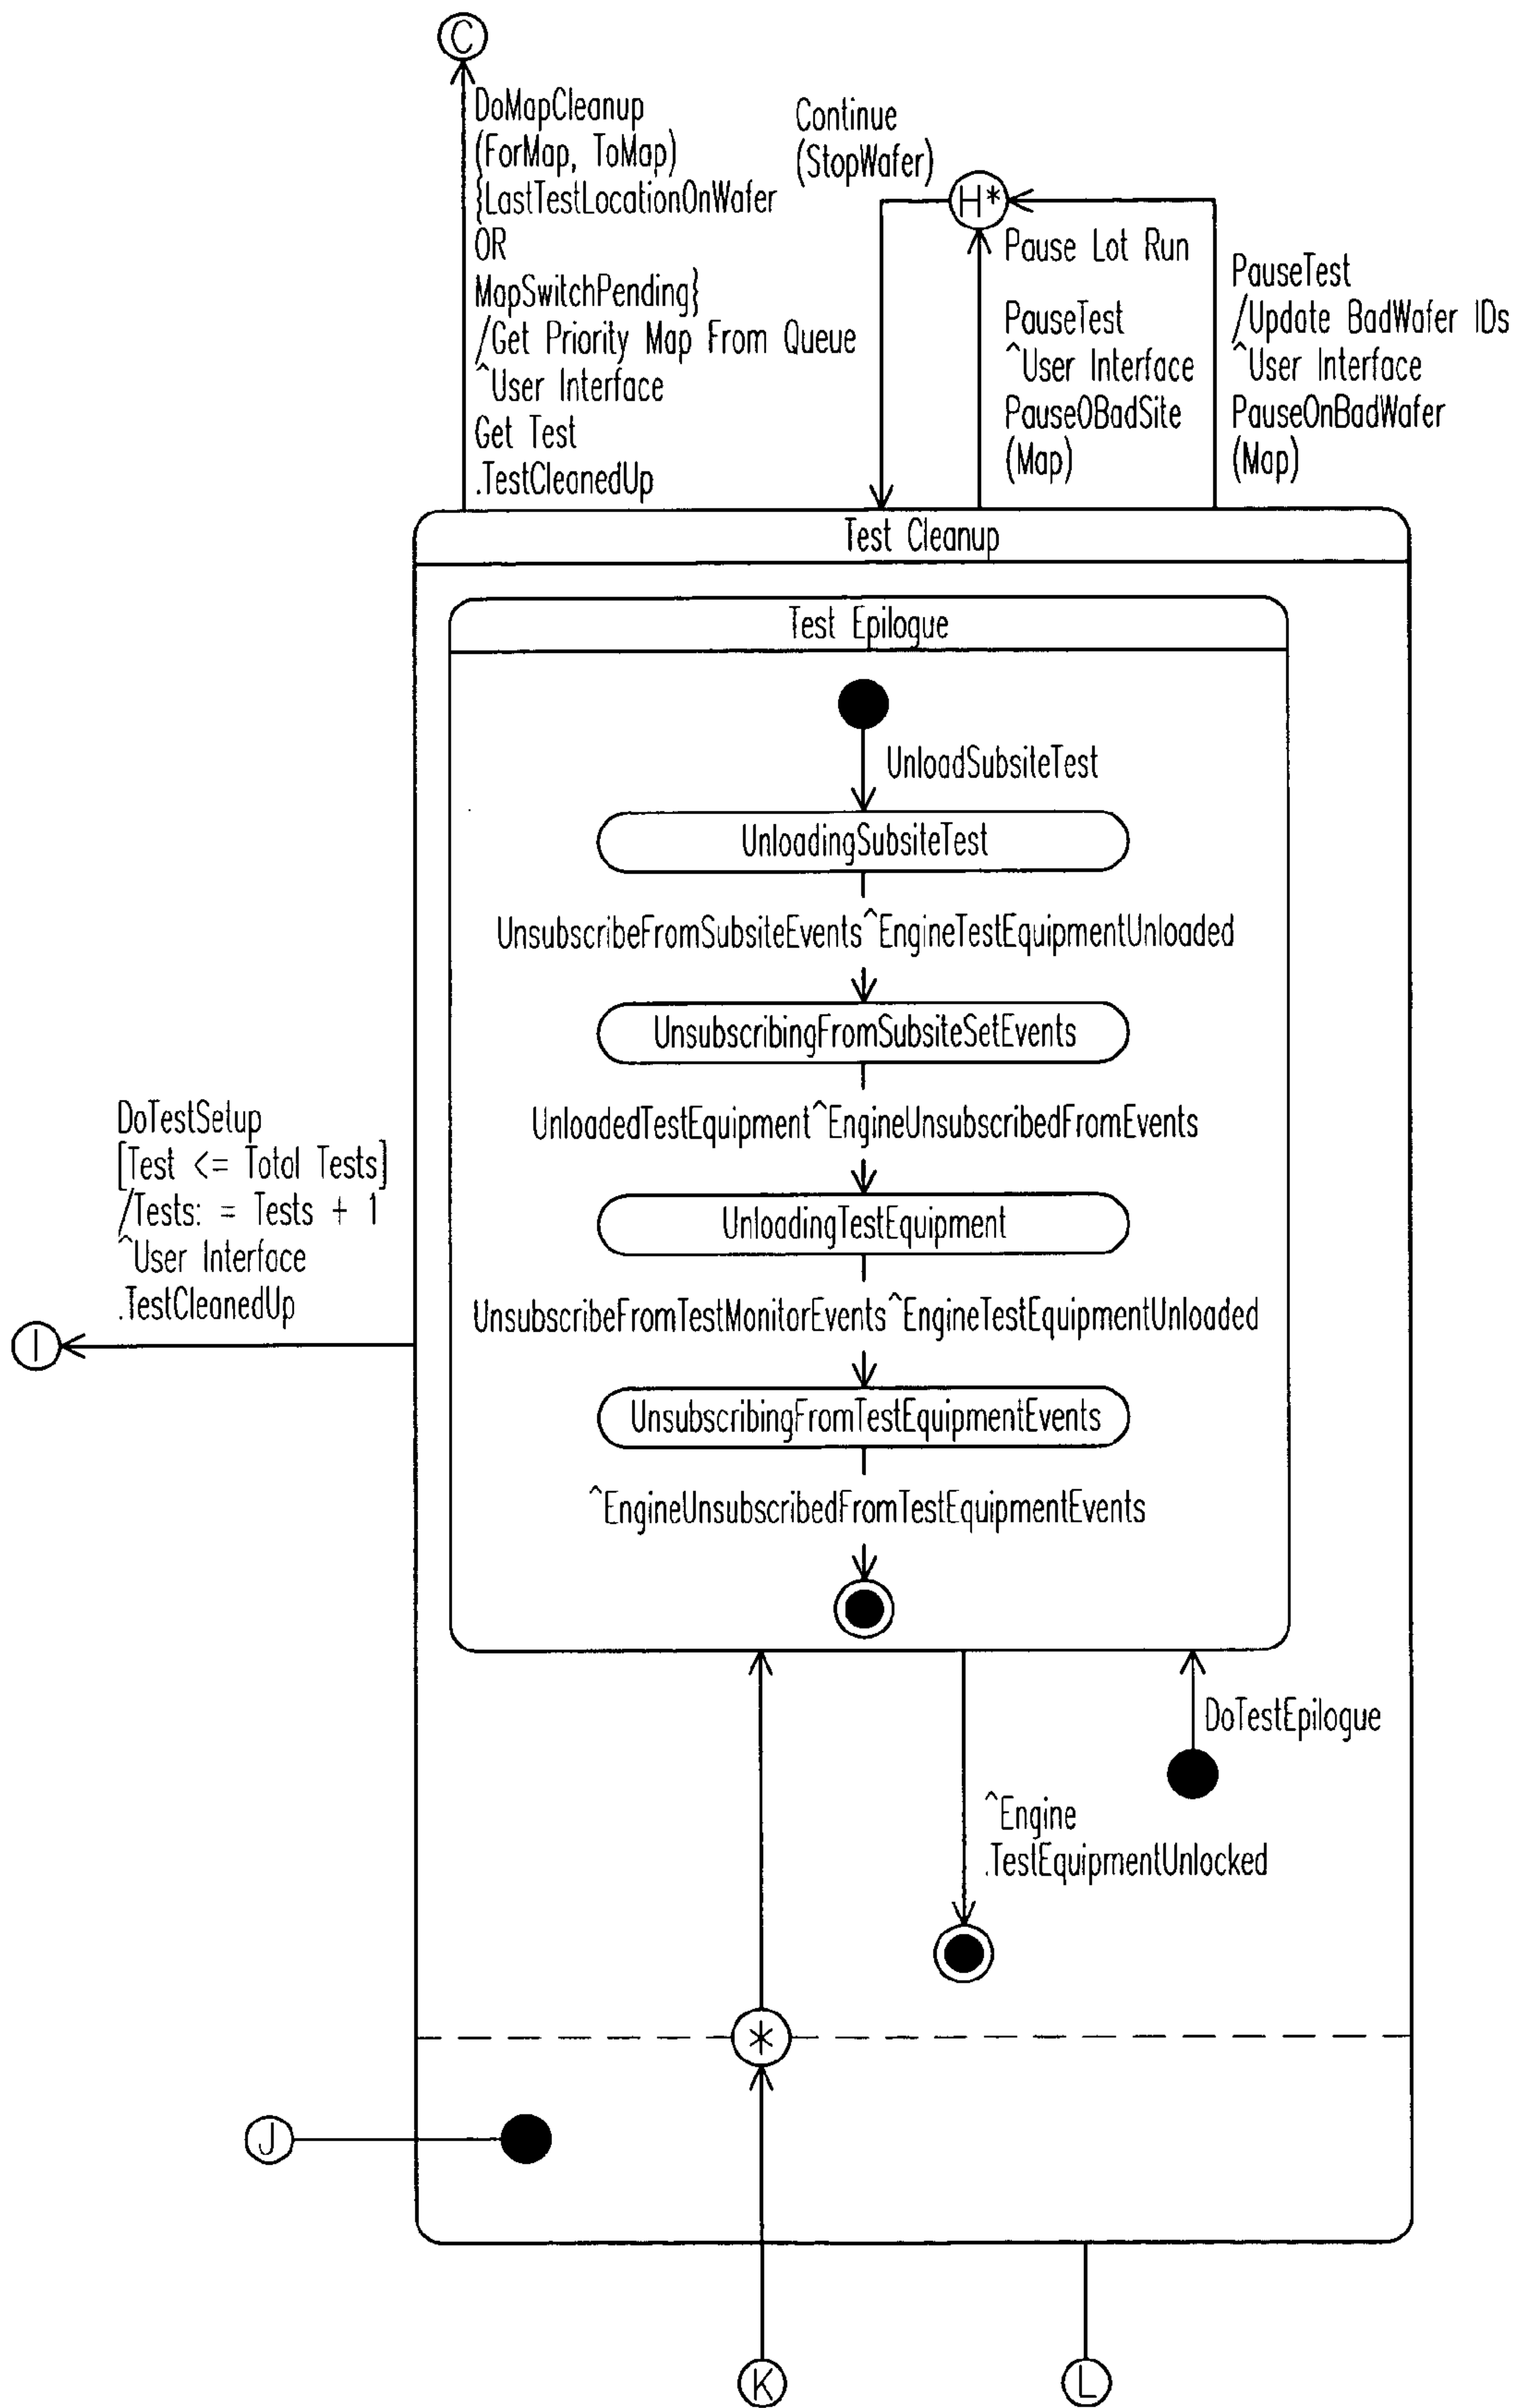 C
DoMapCleanup
(ForMap, ToMap)
{LastTestLocationOnWafer
OR
MapSwitchPending}
/Get Priority Map From Queue
^User Interface
Get Test
.TestCleanedUp
Continue
(StopWafer)
H*
Pause Lot Run
PauseTest
^User Interface
PauseOBadSite
(Map)
PauseTest
/Update BadWafer IDs
^User Interface
PauseOnBadWafer
(Map)
Test Cleanup
Test Epilogue
UnloadSubsiteTest
UnloadingSubsiteTest
UnsubscribeFromSubsiteEvents^EngineTestEquipmentUnloaded
UnsubscribingFromSubsiteSetEvents
UnloadedTestEquipment^EngineUnsubscribedFromEvents
UnloadingTestEquipment
UnsubscribeFromTestMonitorEvents^EngineTestEquipmentUnloaded
UnsubscribingFromTestEquipmentEvents
^EngineUnsubscribedFromTestEquipmentEvents
DoTestSetup
[Test <= Total Tests]
/Tests: = Tests + 1
^User Interface
.TestCleanedUp
I
DoTestEpilogue
^Engine
.TestEquipmentUnlocked
*
J
K
L